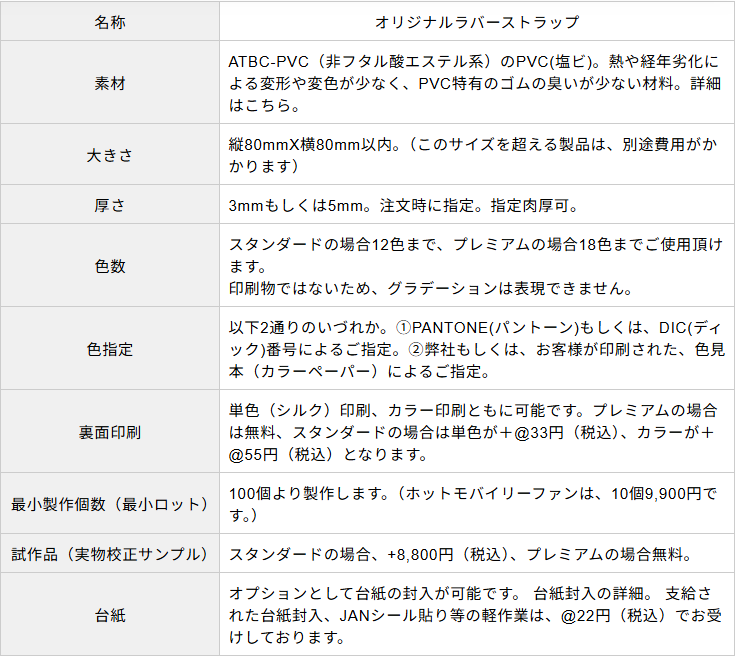 名称
オリジナルラバーストラップ
素材
ATBC-PVC（非フタル酸エステル系）のPVC(塩ビ)。熱や経年劣化に
よる変形や変色が少なく、PVC特有のゴムの臭いが少ない材料。詳細
はこちら。
大きさ
縦80mmX横80mm以内。（このサイズを超える製品は、別途費用がか
かります）
厚さ
3mmもしくは5mm。注文時に指定。指定肉厚可。
色数
スタンダードの場合12色まで、プレミアムの場合18色までご使用頂け
ます。
印刷物ではないため、グラデーションは表現できません。
色指定
以下2通りのいづれか。①PANTONE(パントーン)もしくは、DIC(ディ
ック)番号によるご指定。②弊社もしくは、お客様が印刷された、色見
本（カラーペーパー）によるご指定。
裏面印刷
単色（シルク）印刷、カラー印刷ともに可能です。プレミアムの場合
は無料、スタンダードの場合は単色が＋@33円（税込）、カラーが＋
@55円（税込）となります。
最小製作個数（最小ロット）
100個より製作します。（ホットモバイリーファンは、10個9,900円で
す。）
試作品（実物校正サンプル）
スタンダードの場合、+8,800円（税込）、プレミアムの場合無料。
台紙
オプションとして台紙の封入が可能です。 台紙封入の詳細。 支給さ
れた台紙封入、JANシール貼り等の軽作業は、@22円（税込）でお受
けしております。